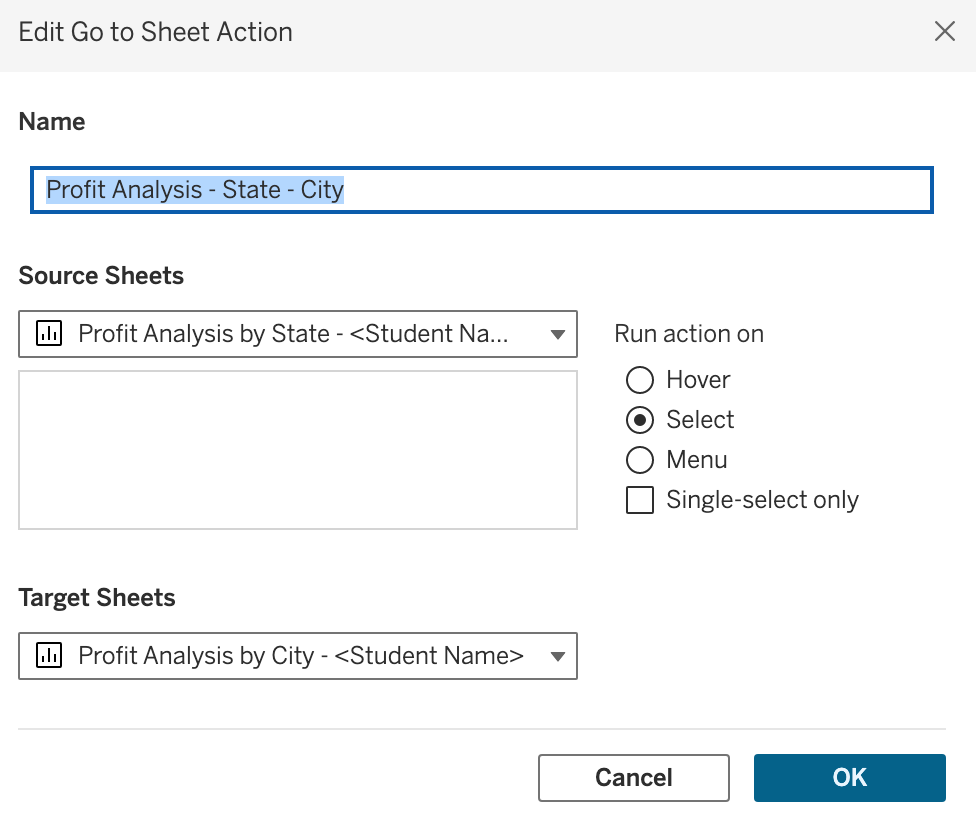 Edit Go to Sheet Action
Name
Profit Analysis - State - City
Source Sheets
Profit Analysis by State - <Student Na...
Run action on
Hover
Select
Menu
Single-select only
Target Sheets
Profit Analysis by City - <Student Name>
Cancel
OK